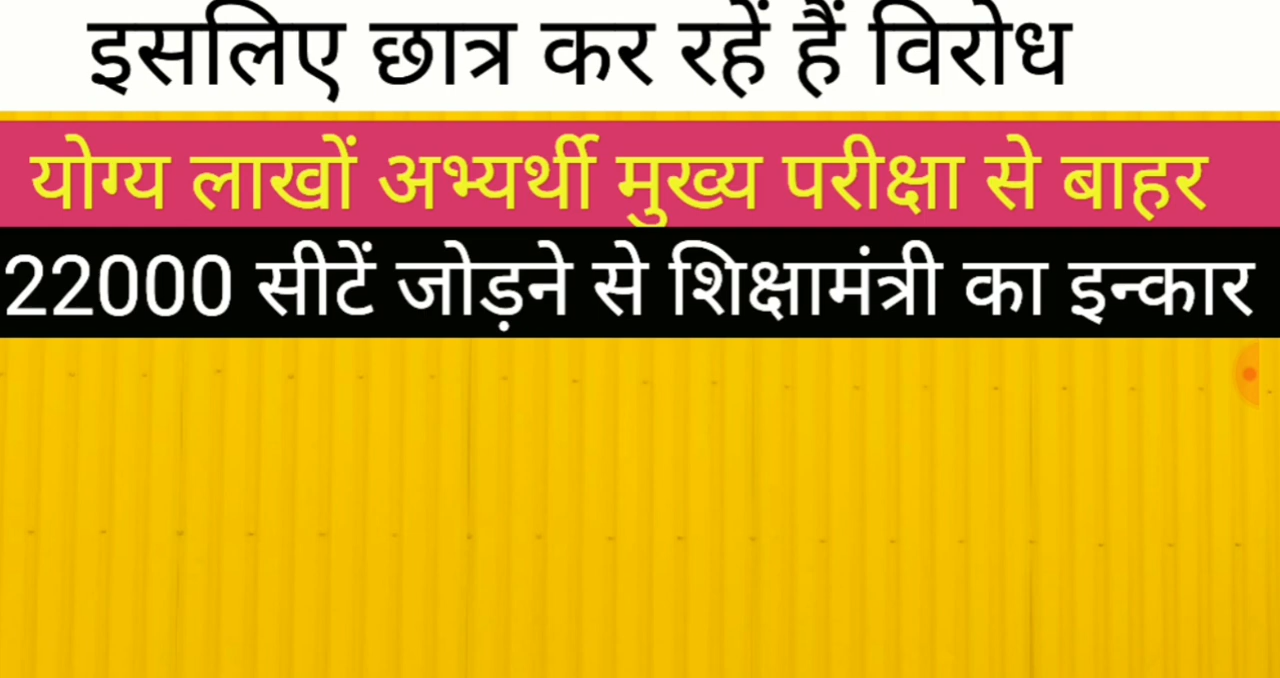 इसलिए छात्र कर रहें हैं विरोध
योग्य लाखों अभ्यर्थी मुख्य परीक्षा से बाहर
22000 सीटें जोड़ने से शिक्षामंत्री का इन्कार